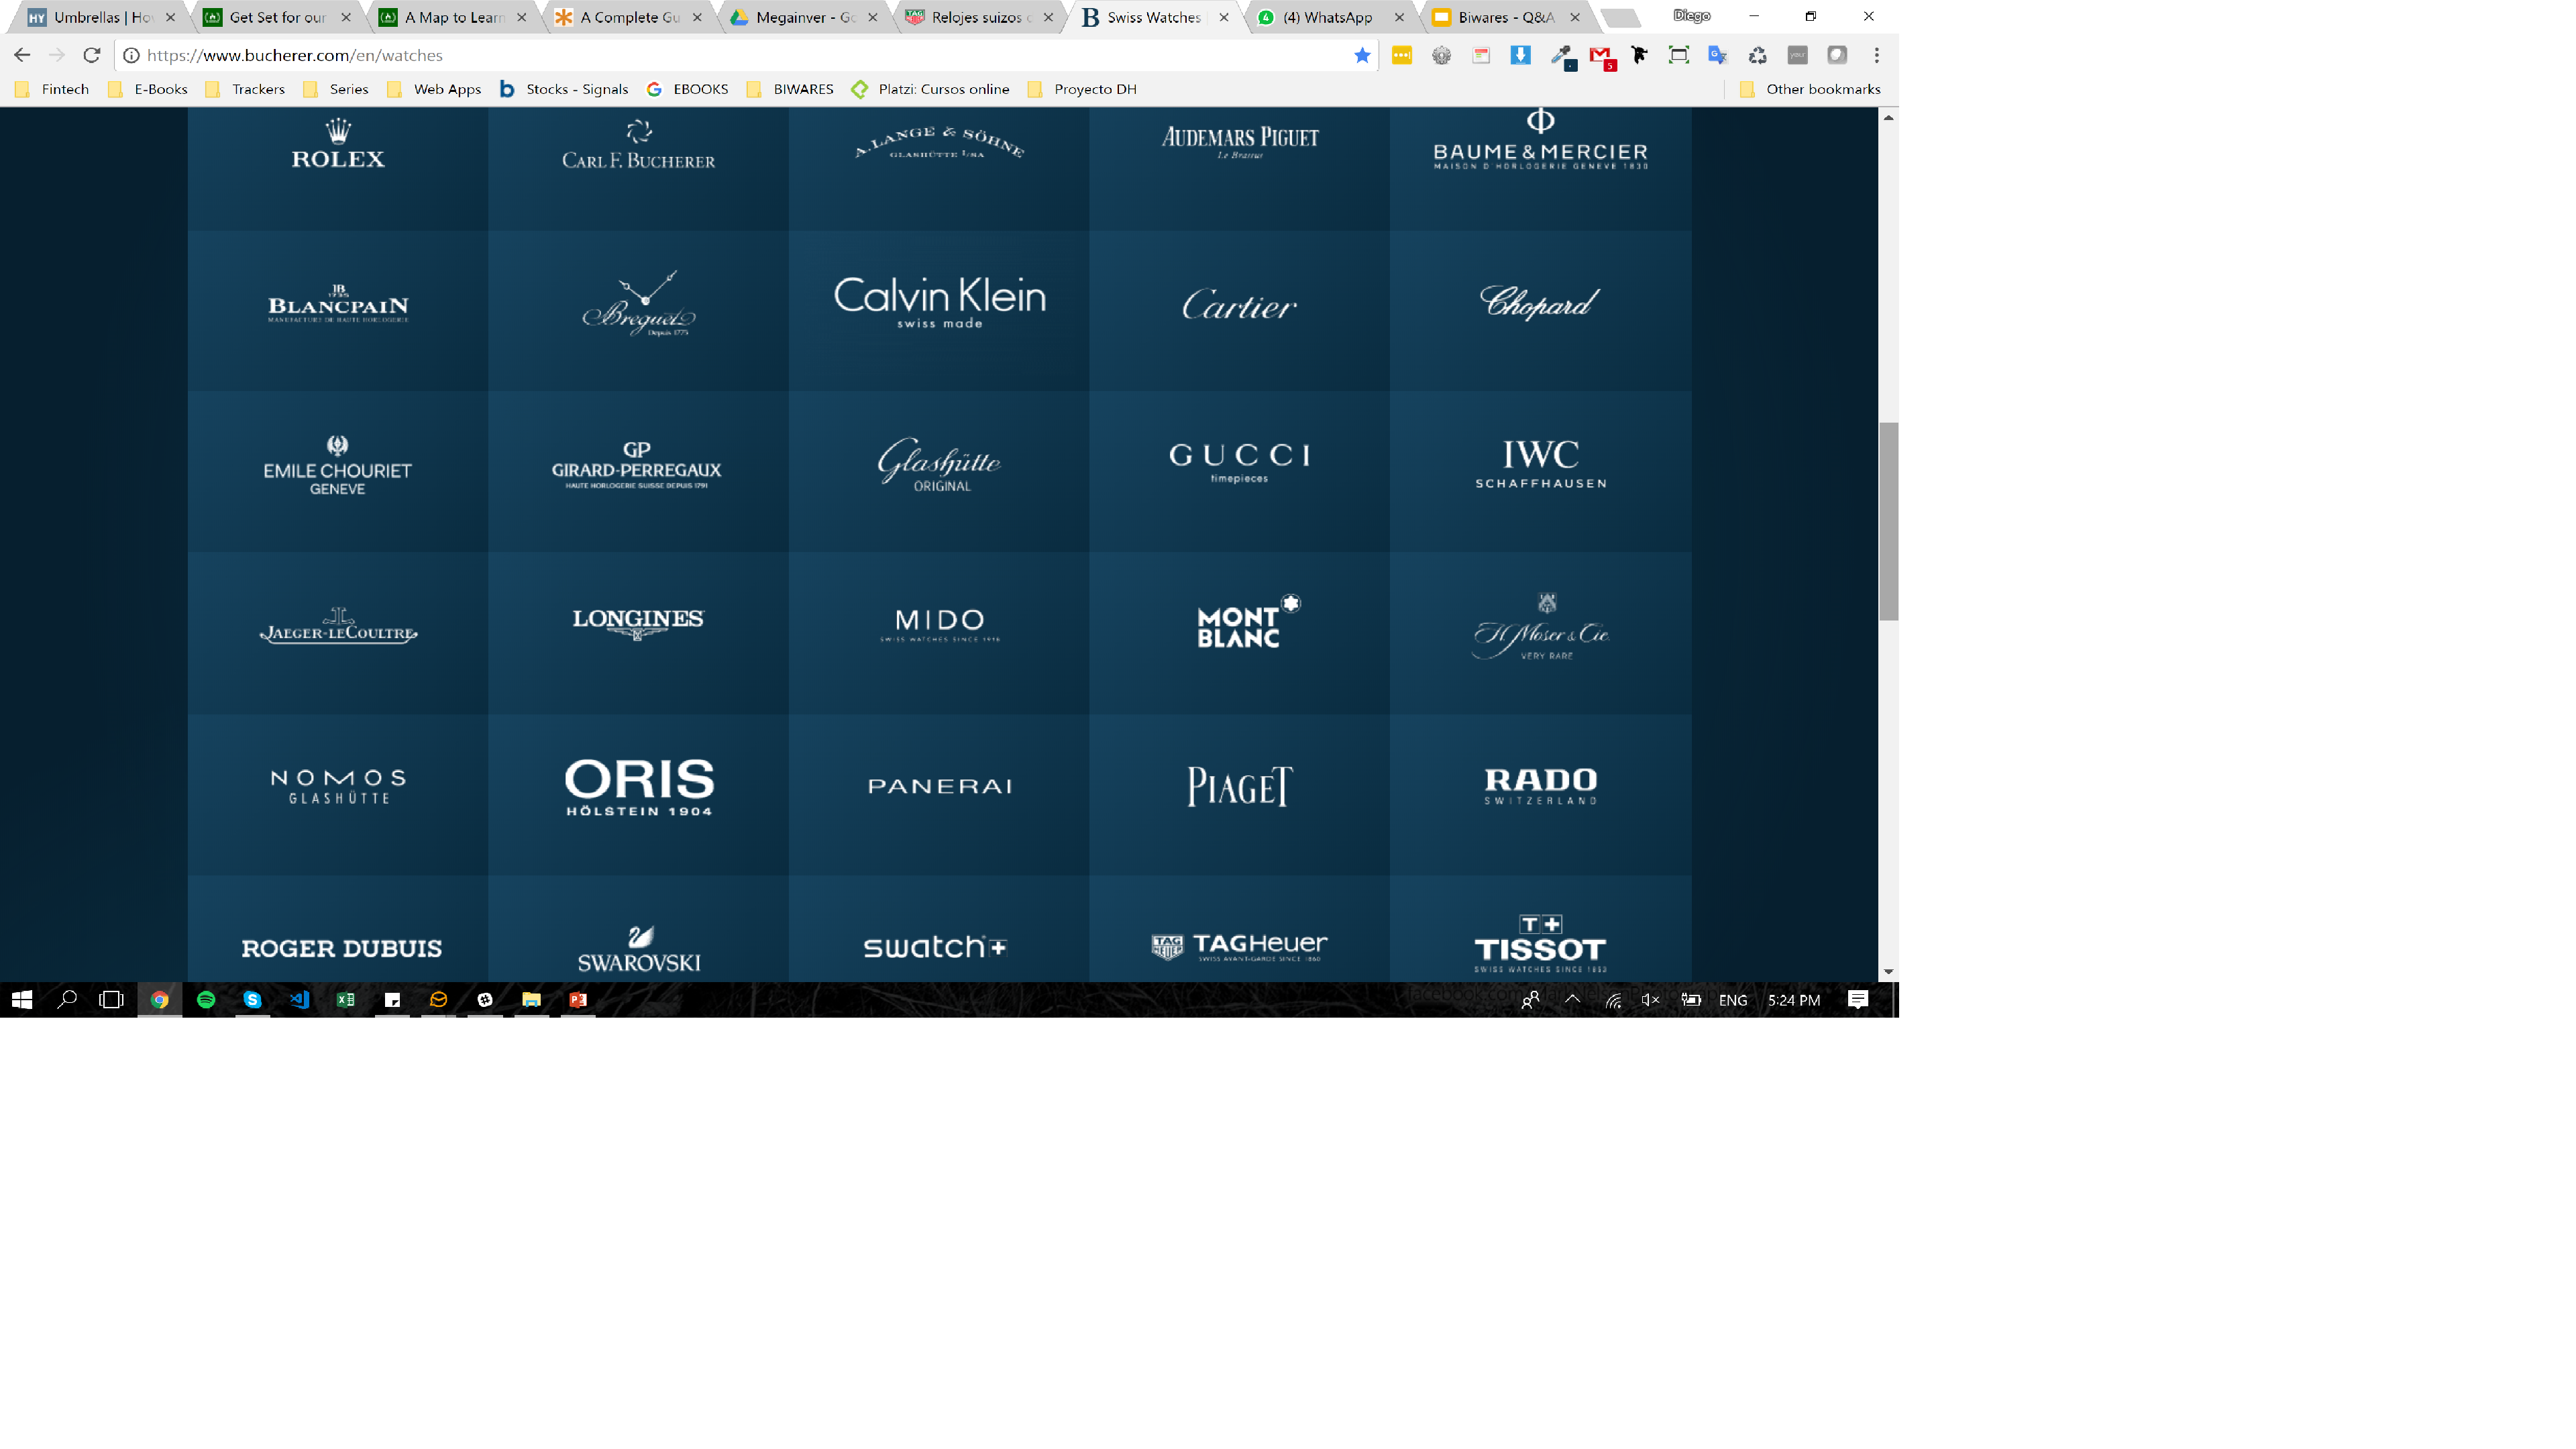 Umbrellas | Ho
Get Set for our
A Map to Learn
A Complete Gu
Megainver - Go
Relojes suizos
Swiss Watches
(4) WhatsApp
Biwares - Q&A
Diego
https://www.bucherer.com/en/watches
5
Fintech
E-Books
Trackers
Series
Web Apps
Stocks - Signals
EBOOKS
BIWARES
Platzi: Cursos online
Proyecto DH
Other bookmarks
ROLEX
CARL F. BUCHERER
A. LANGE & SÖHNE
GLASHÜTTE I/SA
AUDEMARS PIGUET
Le Brassus
BAUME & MERCIER
MAISON D'HORLOGERIE GENEVE 1830
JB
1735
BLANCPAIN
MANUFACTURE DE HAUTE HORLOGERIE
Breguet
Depuis 1775
Calvin Klein
swiss made
Cartier
Chopard
EMILE CHOURIET
GENEVE
GP
GIRARD-PERREGAUX
HAUTE HORLOGERIE SUISSE DEPUIS 1791
Glashütte
ORIGINAL
GUCCI
timepieces
IWC
SCHAFFHAUSEN
JAEGER-LECOULTRE
LONGINES
MIDO
SWISS WATCHES SINCE 1918
MONT
BLANC
H. Moser & Cie.
VERY RARE
NOMOS
GLASHÜTTE
ORIS
HÖLSTEIN 1904
PANERAI
PIAGET
RADO
SWITZERLAND
ROGER DUBUIS
SWAROVSKI
swatch
TAG
HEUER
TAGHeuer
SWISS AVANT-GARDE SINCE 1860
T+
TISSOT
SWISS WATCHES SINCE 1853
ENG
5:24 PM